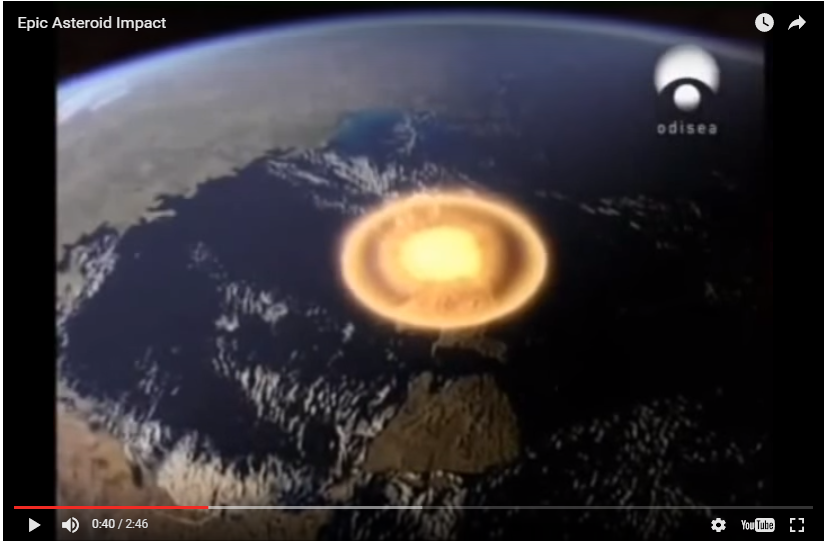 Epic Asteroid Impact
odisea
0:40 / 2:46
YouTube